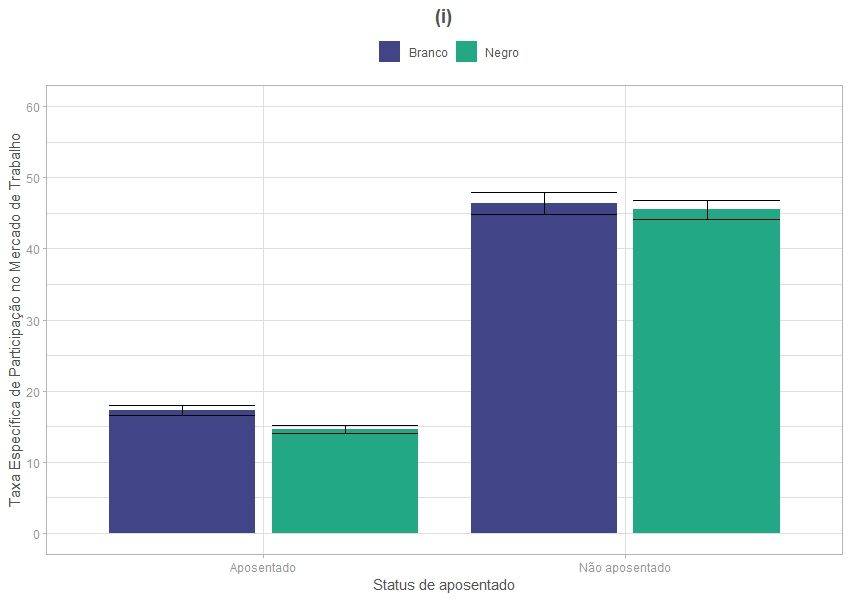 (i)
Branco Negro
Taxa Específica de Participação no Mercado de Trabalho
60
50
40
30
20
10
0
Aposentado Não aposentado
Status de aposentado